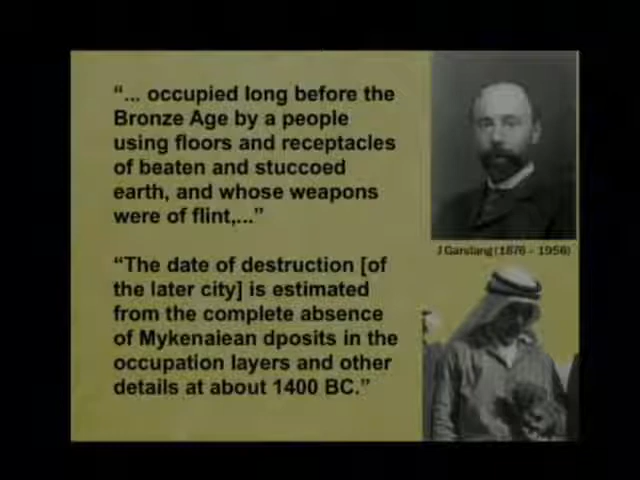 “... occupied long before the
Bronze Age by a people
using floors and receptacles
of beaten and stuccoed
earth, and whose weapons
were of flint,...”
J Garstang (1876 - 1956)
“The date of destruction [of
the later city] is estimated
from the complete absence
of Mykenaiean dposits in the
occupation layers and other
details at about 1400 BC.”